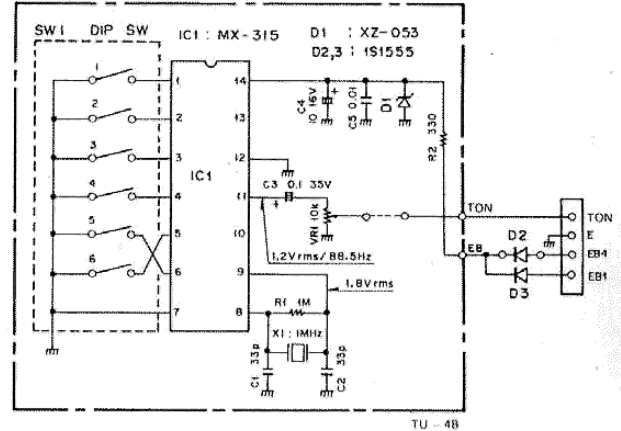 SW1 DIP SW
IC1 : MX-315
D1 : XZ-053
D2,3 : 1S1555
1
2
3
4
5
6
1
2
3
4
5
6
7
IC1
14
13
12
11
10
9
8
C4
10 16V
+
C5 0.01
D1
R2 330
C3 0.1 35V
+
VR1 10k
1.2Vrms/88.5Hz
1.8Vrms
R1 1M
X1 : 1MHz
33p
C1
33p
C2
TON
EB
D2
D3
TON
E
EB4
EB1
TU - 4B